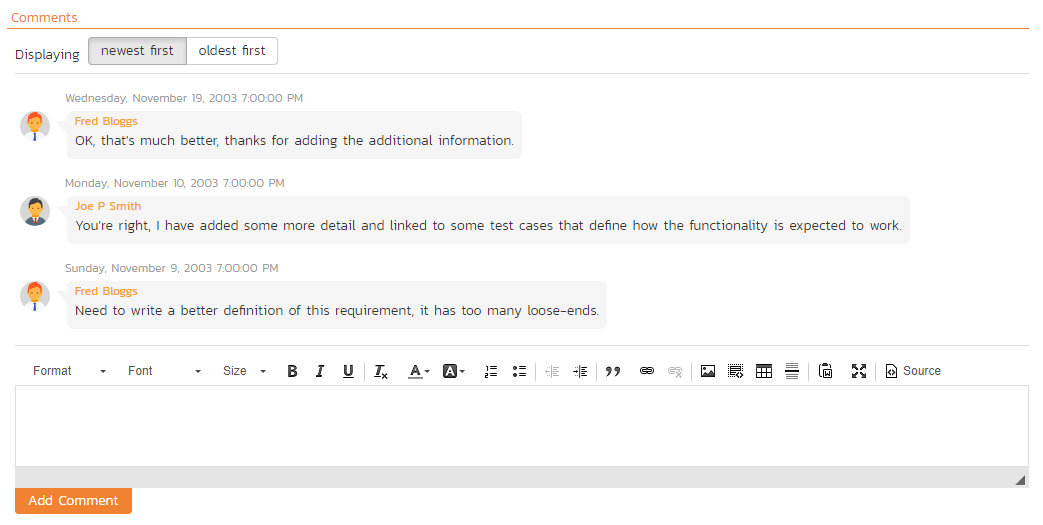 Comments
Displaying newest first oldest first
Wednesday, November 19, 2003 7:00:00 PM
Fred Bloggs
OK, that's much better, thanks for adding the additional information.
Monday, November 10, 2003 7:00:00 PM
Joe P Smith
You're right, I have added some more detail and linked to some test cases that define how the functionality is expected to work.
Sunday, November 9, 2003 7:00:00 PM
Fred Bloggs
Need to write a better definition of this requirement, it has too many loose-ends.
Format Font Size B I U Tx A A Source
Add Comment